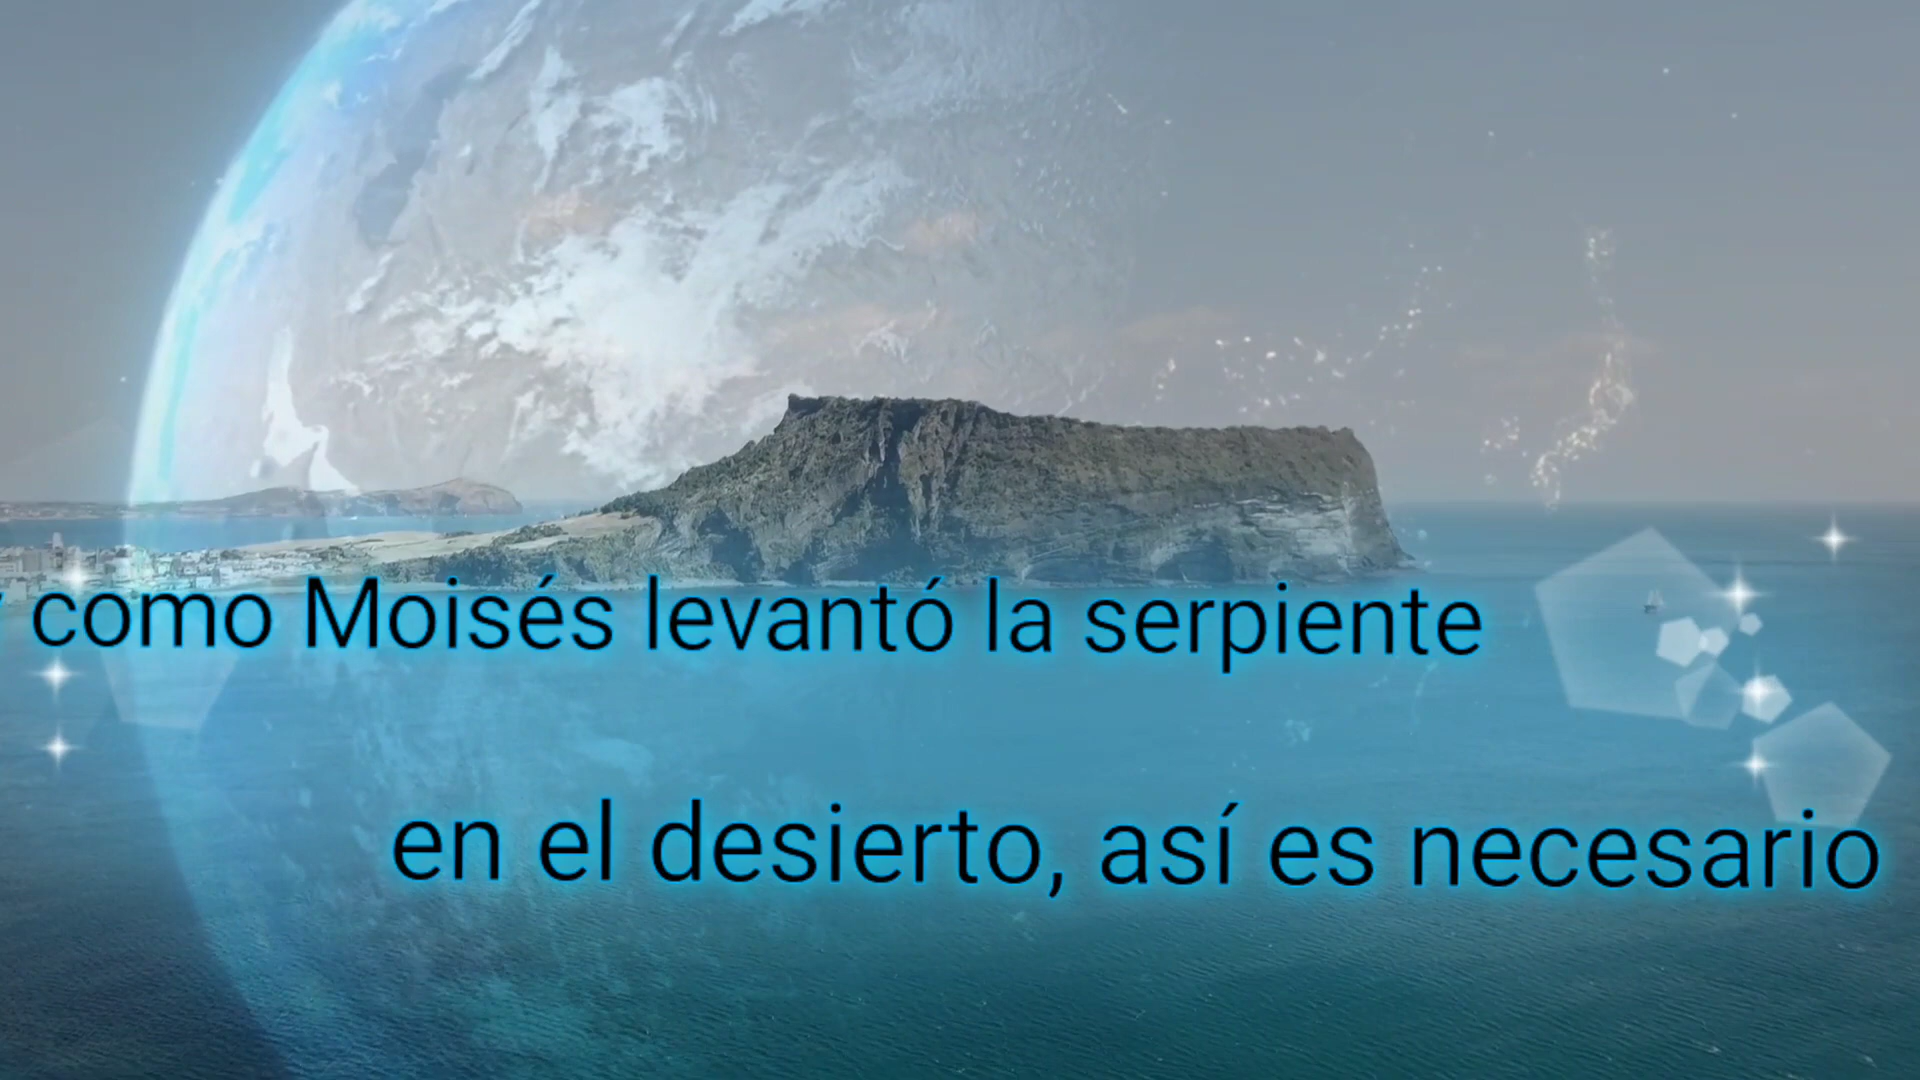 y como Moisés levantó la serpiente
en el desierto, así es necesario